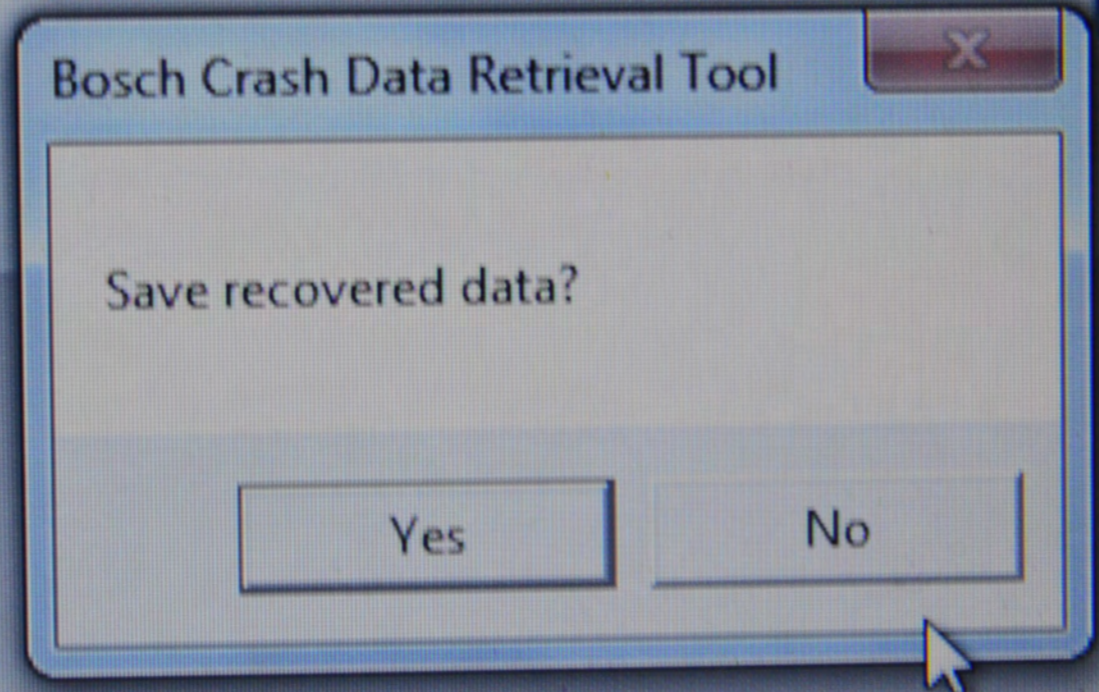 Bosch Crash Data Retrieval Tool
Save recovered data?
Yes
No